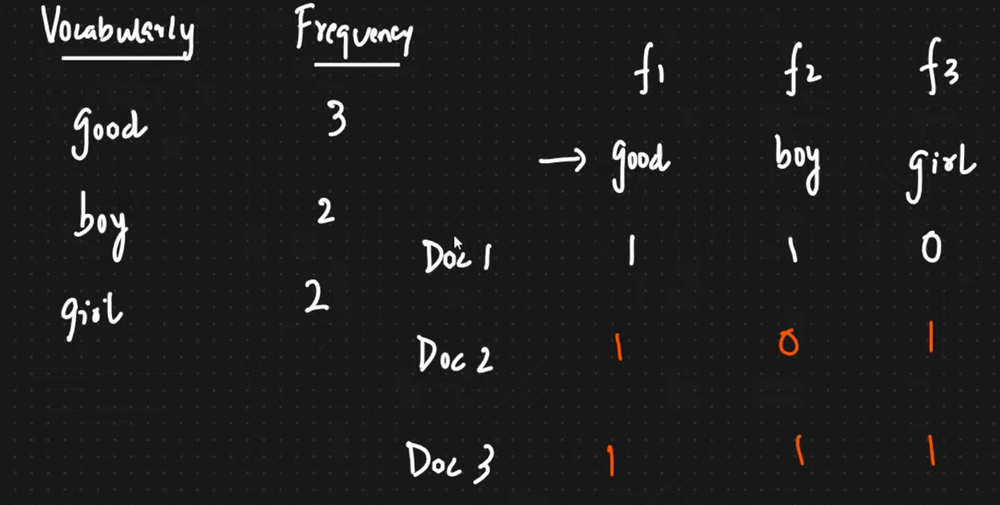 Vocabularly Frequency
f1 f2 f3
good 3
→ good boy girl
boy 2
Doc 1 1 1 0
girl 2
Doc 2 1 0 1
Doc 3 1 1 1